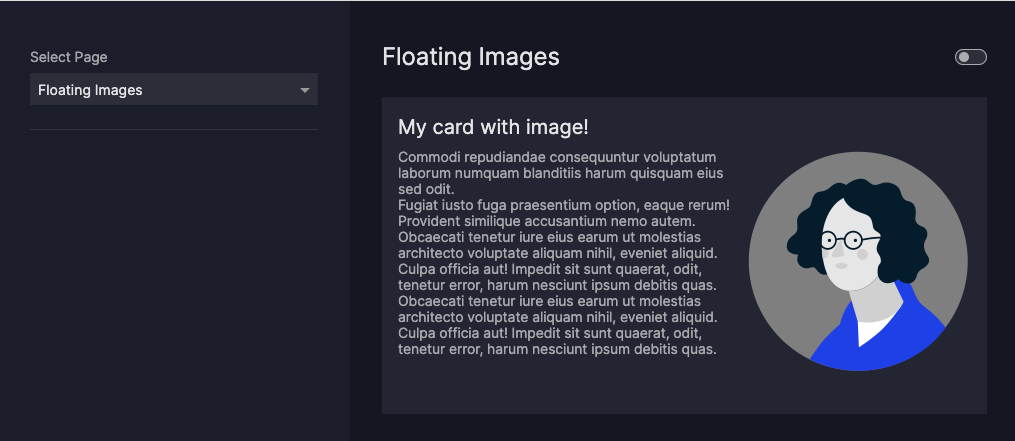 Select Page
Floating Images
Floating Images
My card with image!
Commodi repudiandae consequuntur voluptatum
laborum numquam blanditiis harum quisquam eius
sed odit.
Fugiat iusto fuga praesentium option, eaque rerum!
Provident similique accusantium nemo autem.
Obcaecati tenetur iure eius earum ut molestias
architecto voluptate aliquam nihil, eveniet aliquid.
Culpa officia aut! Impedit sit sunt quaerat, odit,
tenetur error, harum nesciunt ipsum debitis quas.
Obcaecati tenetur iure eius earum ut molestias
architecto voluptate aliquam nihil, eveniet aliquid.
Culpa officia aut! Impedit sit sunt quaerat, odit,
tenetur error, harum nesciunt ipsum debitis quas.